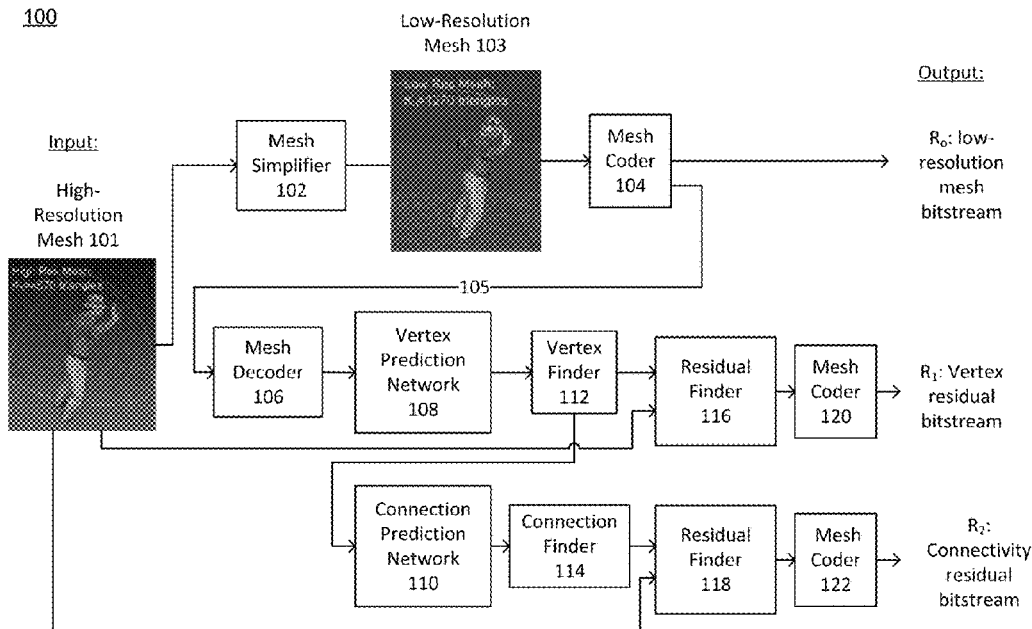 100
Low-Resolution
Mesh 103
Output:
Input:
Mesh
Simplifier
102
Mesh
Coder
104
R₀: low-
resolution
mesh
bitstream
High-
Resolution
Mesh 101
105
Mesh
Decoder
106
Vertex
Prediction
Network
108
Vertex
Finder
112
Residual
Finder
116
Mesh
Coder
120
R₁: Vertex
residual
bitstream
Connection
Prediction
Network
110
Connection
Finder
114
Residual
Finder
118
Mesh
Coder
122
R₂:
Connectivity
residual
bitstream